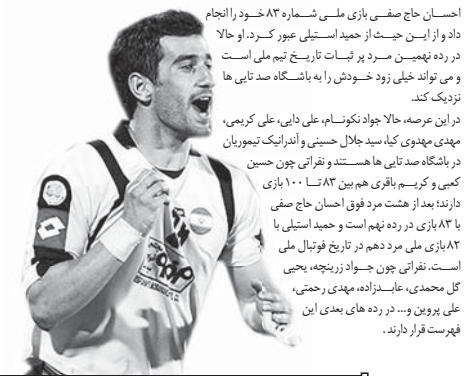 احسان حاج صفی بازی ملی شماره ۸۳ خود را انجام
داد و از این حیث از حمید استیلی عبور کرد. او حالا
در رده نهمین مرد پر ثبات تاریخ تیم ملی است
و می تواند خیلی زود خودش را به باشگاه صد تایی ها
نزدیک کند.
در این عرصه، حالا جواد نکونام، علی دایی، علی کریمی،
مهدی مهدوی کیا، سید جلال حسینی و آندرانیک تیموریان
در باشگاه صد تایی ها هستند و نفراتی چون حسین
کعبی و کریم باقری هم بین ۸۳ تا ۱۰۰ بازی
دارند؛ بعد از هشت مرد فوق احسان حاج صفی
با ۸۳ بازی در رده نهم است و حمید استیلی با
۸۲ بازی ملی مرد دهم در تاریخ فوتبال ملی
است. نفراتی چون جواد زرینچه، یحیی
گل محمدی، عابدزاده، مهدی رحمتی،
علی پروین و... در رده های بعدی این
فهرست قرار دارند.